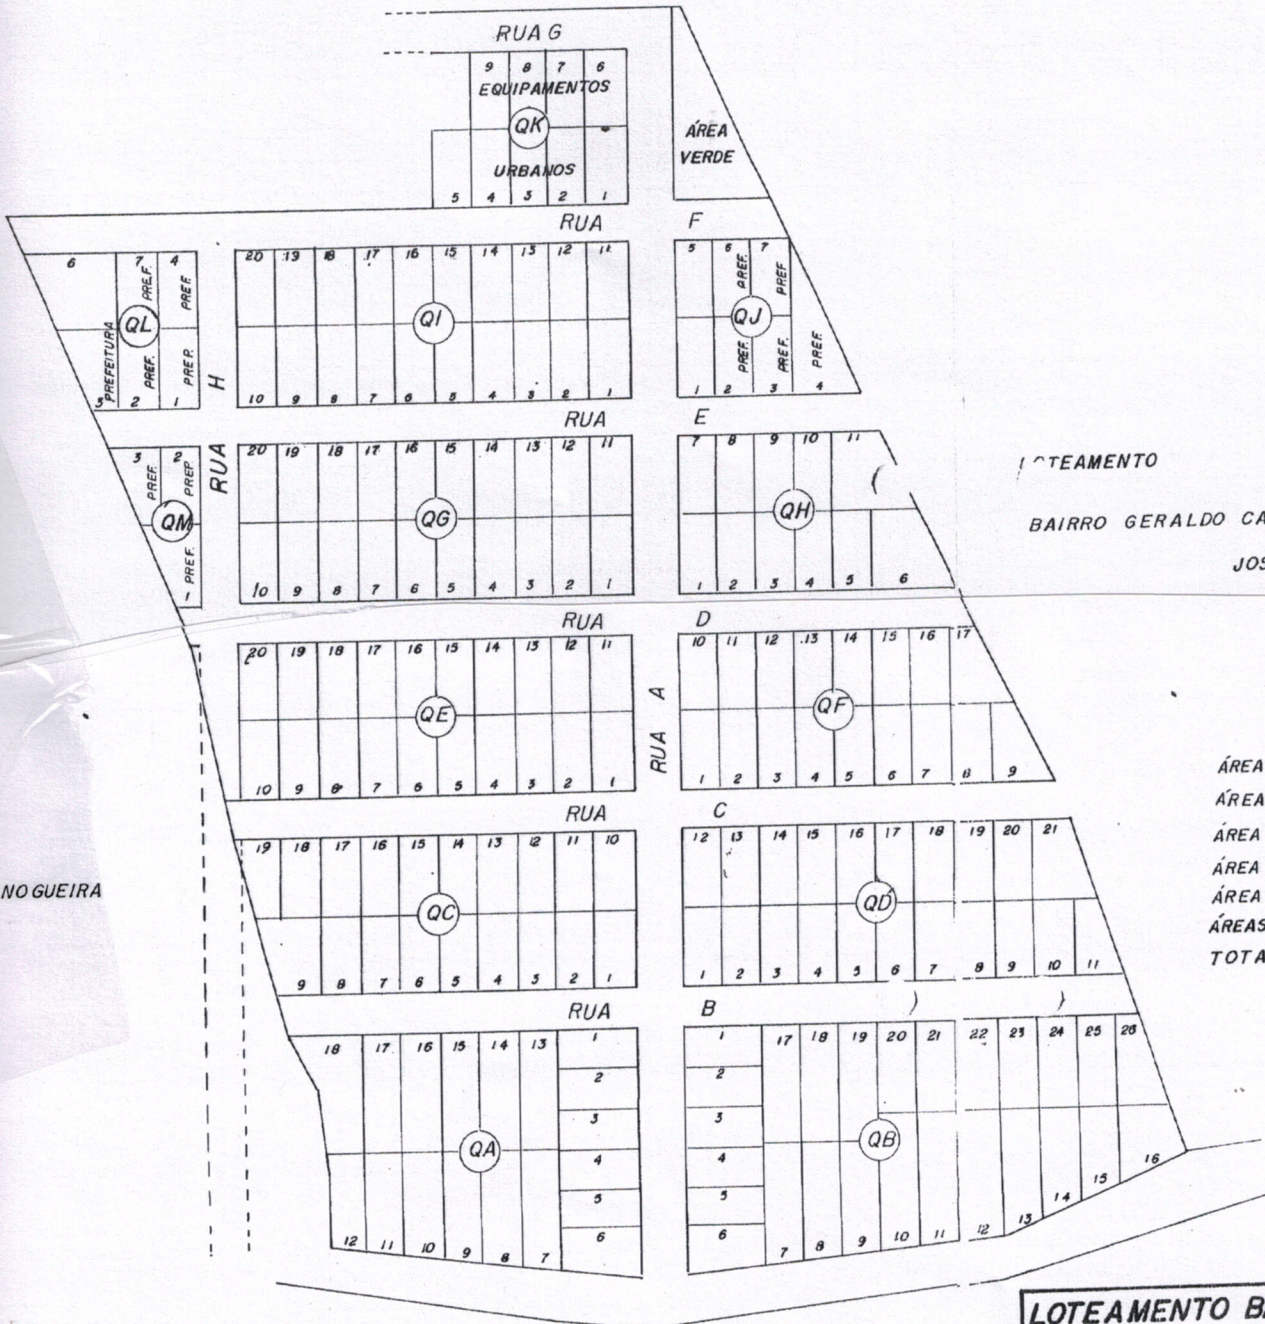 RUA G
9 8 7 6
EQUIPAMENTOS
QK
URBANOS
5 4 3 2 1
ÁREA
VERDE
RUA F
6 7 4
PREF. PREF.
QL
PREFEITURA PREF. PREF.
3 2 1
20 19 18 17 16 15 14 13 12 11
QI
10 9 8 7 6 5 4 3 2 1
5 6 7
PREF. PREF
QJ
PREF. PREF. PREF.
1 2 3 4
RUA H
RUA E
3 2
PREF. PREF.
QM
PREF.
1
20 19 18 17 16 15 14 13 12 11
QG
10 9 8 7 6 5 4 3 2 1
7 8 9 10 11
QH
1 2 3 4 5 6
LOTEAMENTO
BAIRRO GERALDO CA
JOS
RUA D
20 19 18 17 16 15 14 13 12 11
QE
10 9 8 7 6 5 4 3 2 1
RUA A
10 11 12 13 14 15 16 17
QF
1 2 3 4 5 6 7 8 9
ÁREA
ÁREA
ÁREA
ÁREA
ÁREA
ÁREAS
TOTA
RUA C
NOGUEIRA
19 18 17 16 15 14 13 12 11 10
QC
9 8 7 6 5 4 3 2 1
12 13 14 15 16 17 18 19 20 21
QD
1 2 3 4 5 6 7 8 9 10 11
RUA B
18 17 16 15 14 13
1
2
3
4
5
6
QA
12 11 10 9 8 7
1
2
3
4
5
6
17 18 19 20 21 22 23 24 25 26
QB
7 8 9 10 11 12 13 14 15 16
LOTEAMENTO BA